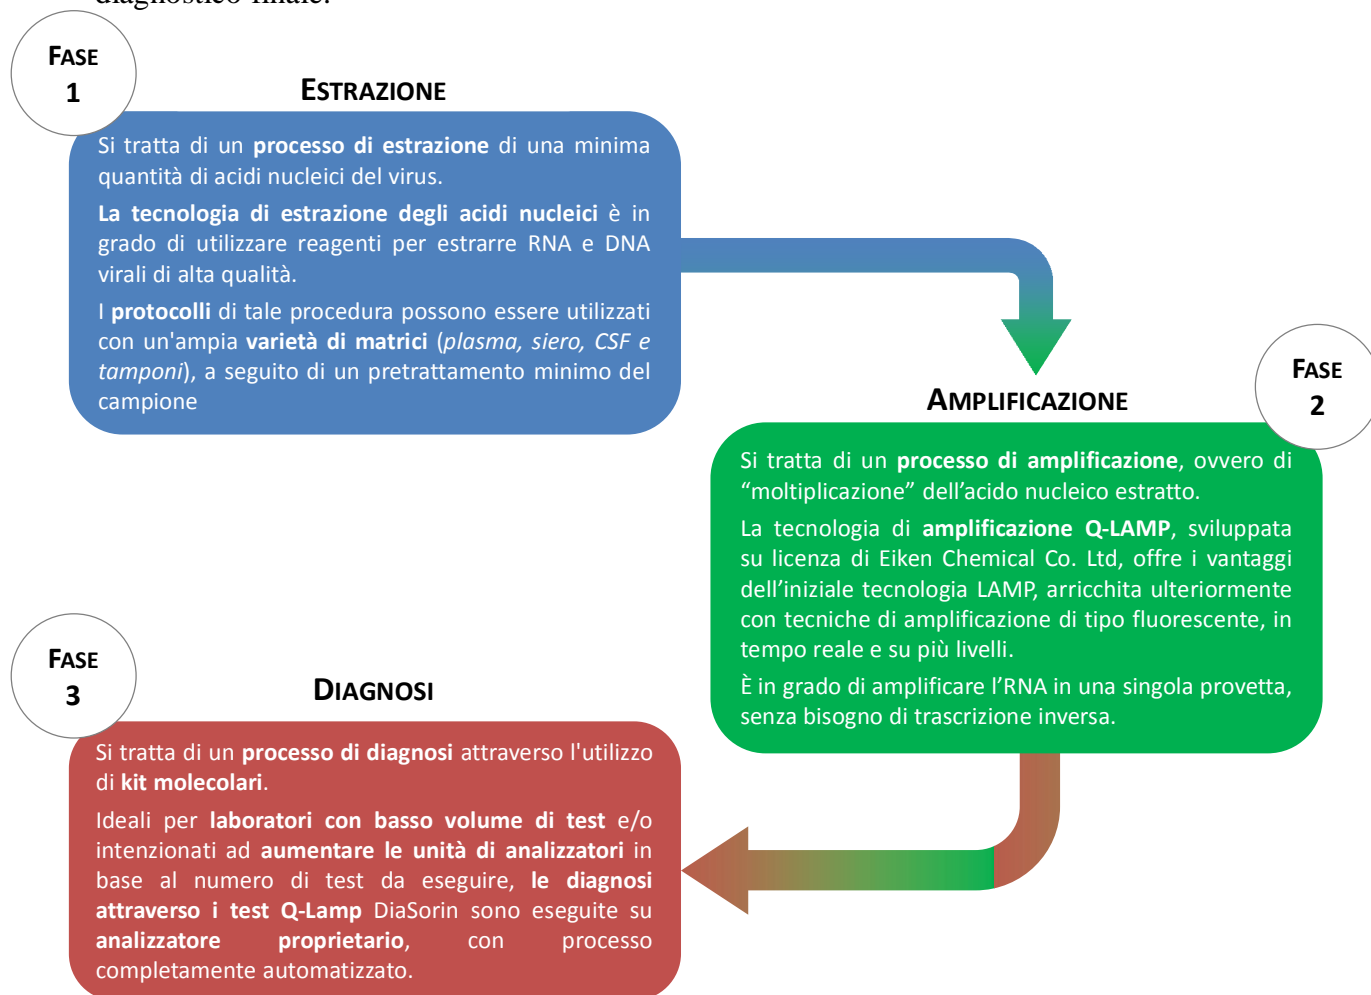 diagnostico finale.
FASE
1
ESTRAZIONE
Si tratta di un processo di estrazione di una minima
quantità di acidi nucleici del virus.
La tecnologia di estrazione degli acidi nucleici è in
grado di utilizzare reagenti per estrarre RNA e DNA
virali di alta qualità.
I protocolli di tale procedura possono essere utilizzati
con un'ampia varietà di matrici (plasma, siero, CSF e
tamponi), a seguito di un pretrattamento minimo del
campione
FASE
2
AMPLIFICAZIONE
Si tratta di un processo di amplificazione, ovvero di
“moltiplicazione” dell’acido nucleico estratto.
La tecnologia di amplificazione Q-LAMP, sviluppata
su licenza di Eiken Chemical Co. Ltd, offre i vantaggi
dell’iniziale tecnologia LAMP, arricchita ulteriormente
con tecniche di amplificazione di tipo fluorescente, in
tempo reale e su più livelli.
È in grado di amplificare l’RNA in una singola provetta,
senza bisogno di trascrizione inversa.
FASE
3
DIAGNOSI
Si tratta di un processo di diagnosi attraverso l'utilizzo
di kit molecolari.
Ideali per laboratori con basso volume di test e/o
intenzionati ad aumentare le unità di analizzatori in
base al numero di test da eseguire, le diagnosi
attraverso i test Q-Lamp DiaSorin sono eseguite su
analizzatore proprietario, con processo
completamente automatizzato.